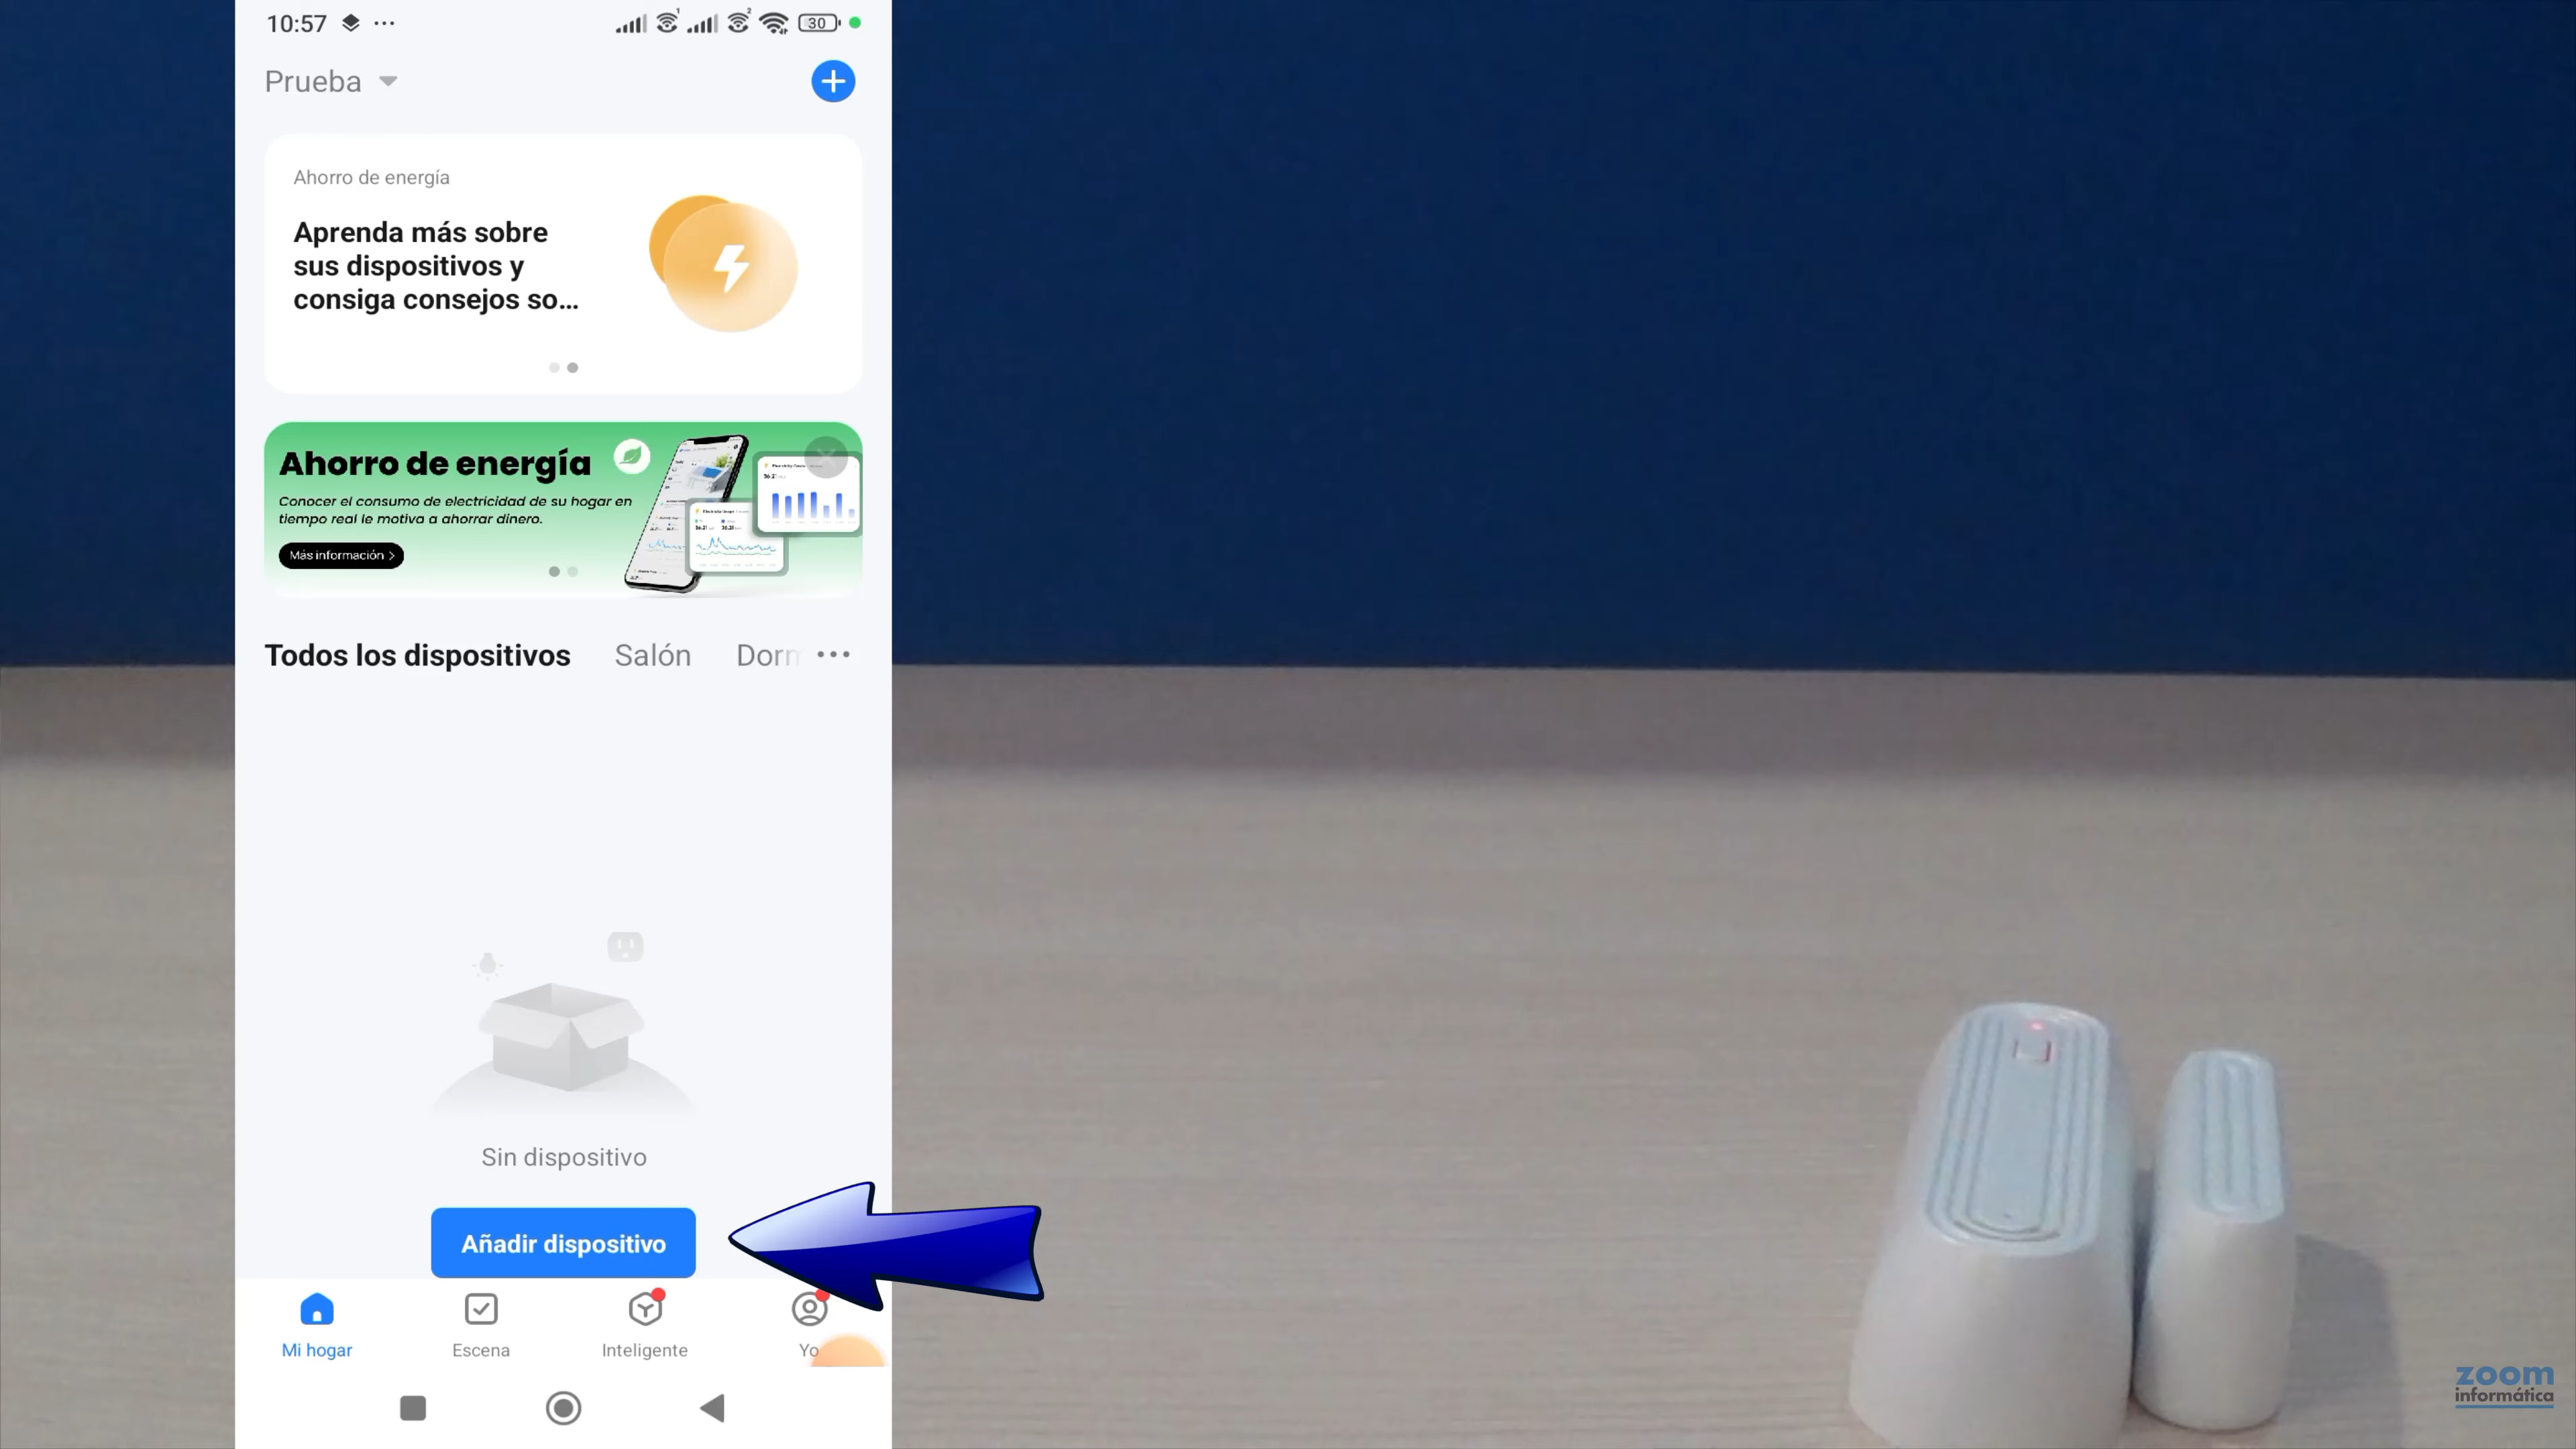 10:57
30
Prueba
Ahorro de energía
Aprenda más sobre
sus dispositivos y
consiga consejos so...
Ahorro de energía
Conocer el consumo de electricidad de su hogar en
tiempo real le motiva a ahorrar dinero.
Más información >
Todos los dispositivos Salón Dorm
Sin dispositivo
Añadir dispositivo
Mi hogar Escena Inteligente Yo
zoom
informática